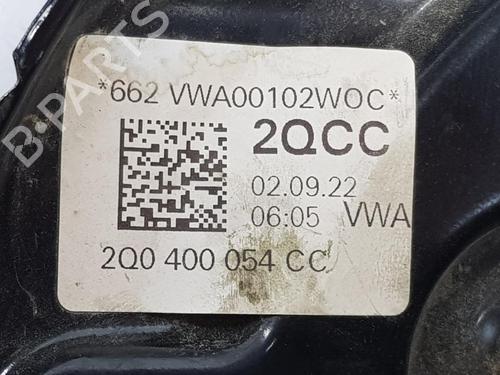 *662 VWA00102WOC*
2QCC
02.09.22
06:05 VWA
2Q0 400 054 CC
B-PARTS